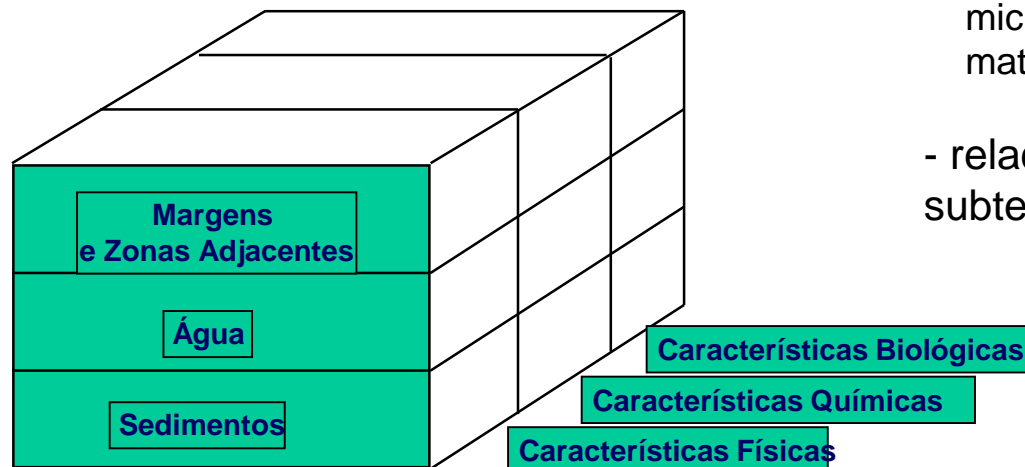 mic
mat
- relac
subte
Margens
e Zonas Adjacentes
Água
Sedimentos
Características Biológicas
Características Químicas
Características Físicas